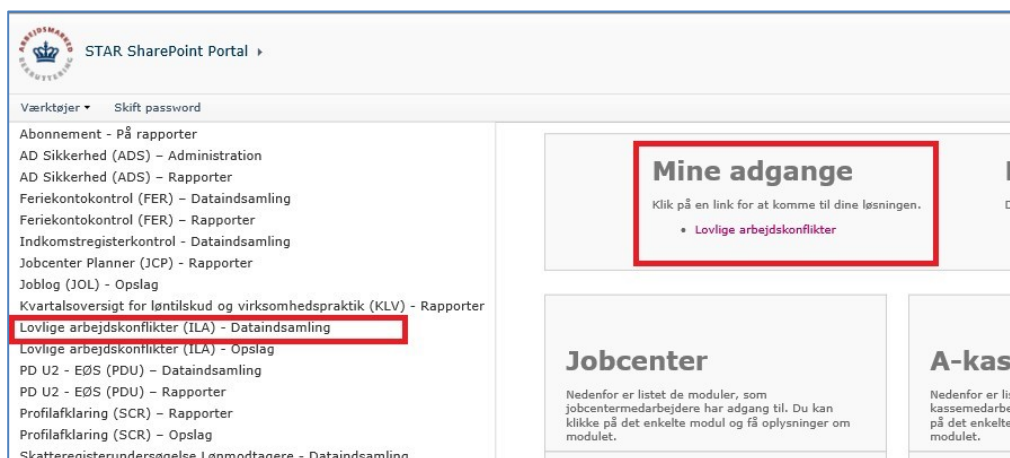 ARBEJDSMARKED
REKRUTTERING
STAR SharePoint Portal
Værktøjer
Skift password
Abonnement - På rapporter
AD Sikkerhed (ADS) – Administration
AD Sikkerhed (ADS) – Rapporter
Feriekontokontrol (FER) – Dataindsamling
Feriekontokontrol (FER) – Rapporter
Indkomstregisterkontrol - Dataindsamling
Jobcenter Planner (JCP) - Rapporter
Joblog (JOL) - Opslag
Kvartalsoversigt for løntilskud og virksomhedspraktik (KLV) - Rapporter
Lovlige arbejdskonflikter (ILA) - Dataindsamling
Lovlige arbejdskonflikter (ILA) - Opslag
PD U2 - EØS (PDU) – Dataindsamling
PD U2 - EØS (PDU) – Rapporter
Profilafklaring (SCR) – Rapporter
Profilafklaring (SCR) – Opslag
Skatteregisterundersøgelse Lønmodtagere - Dataindsamling
Mine adgange
Klik på en link for at komme til dine løsningen.
• Lovlige arbejdskonflikter
Jobcenter
Nedenfor er listet de moduler, som
jobcentermedarbejdere har adgang til. Du kan
klikke på det enkelte modul og få oplysninger om
modulet.
A-kas
Nedenfor er lis
kassemedarbe
på det enkelte
modulet.